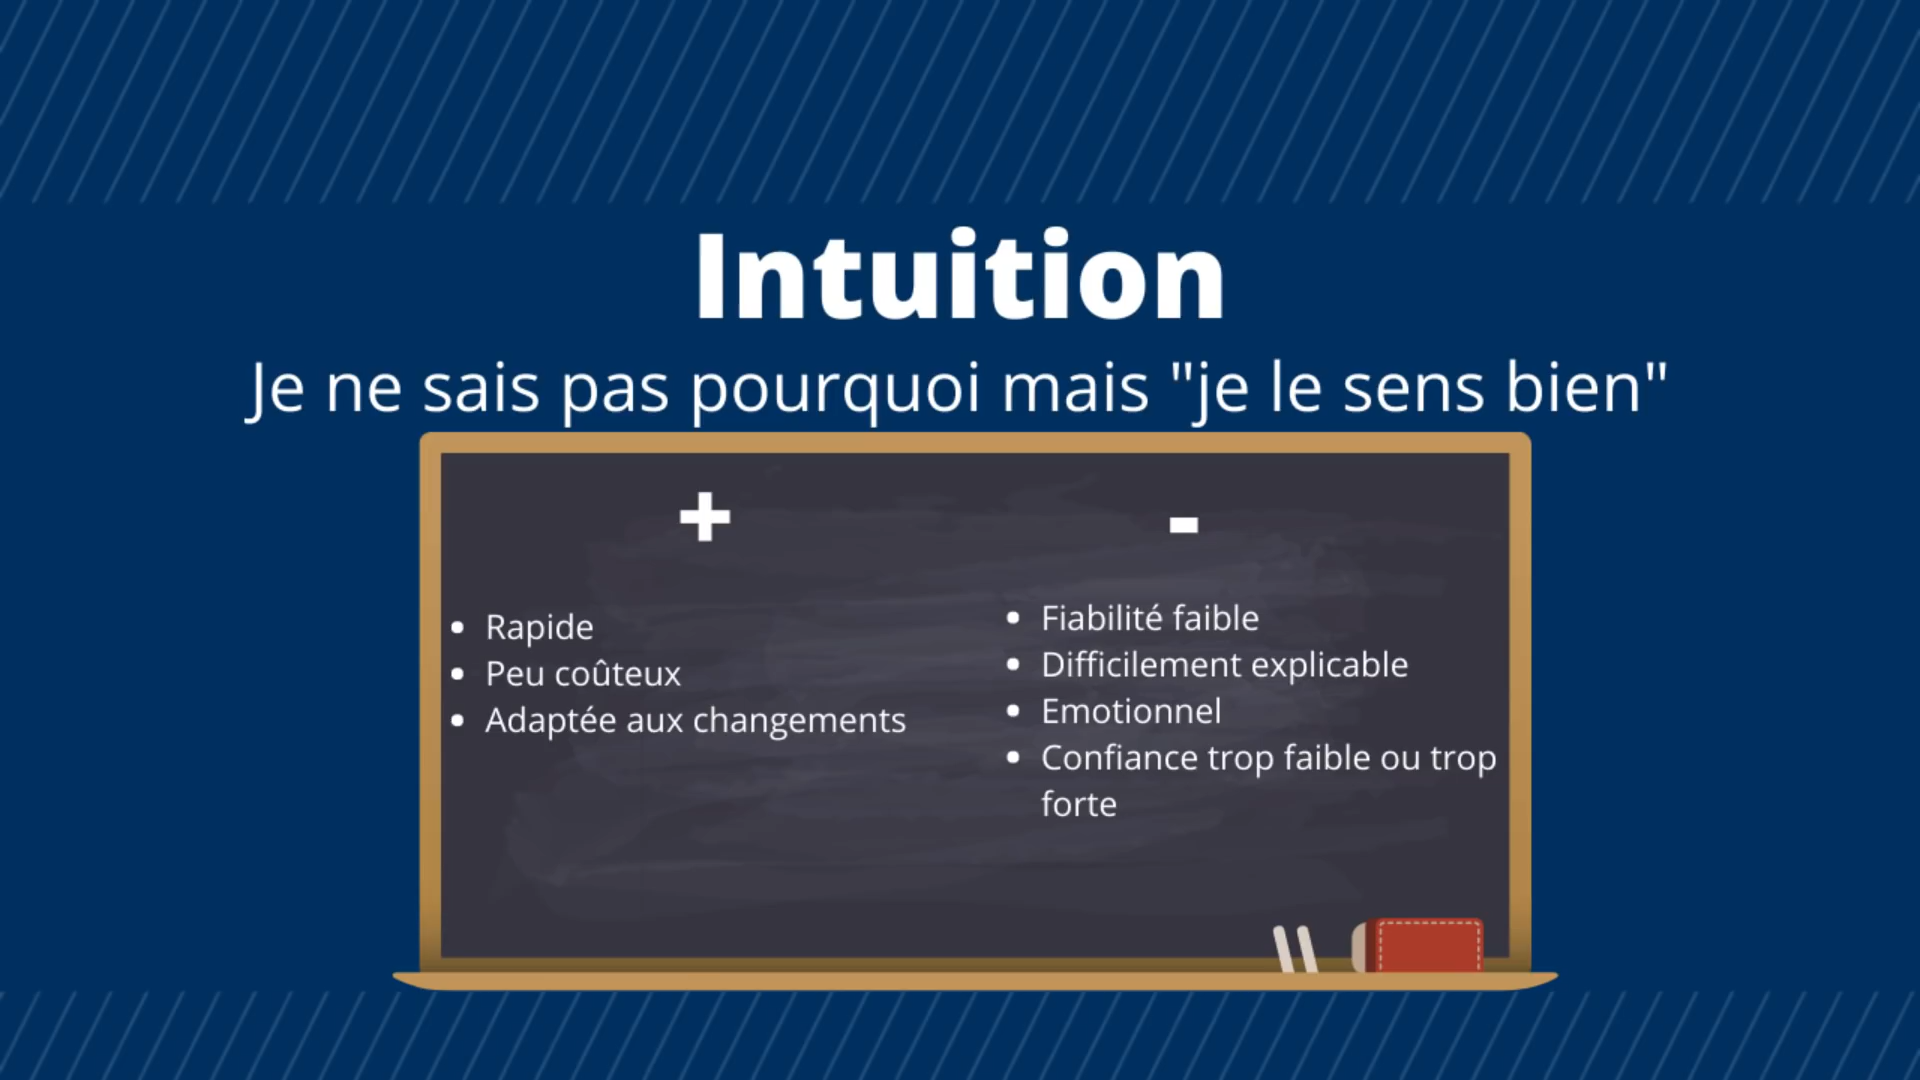 Intuition
Je ne sais pas pourquoi mais "je le sens bien"
+
• Rapide
• Peu coûteux
• Adaptée aux changements
-
• Fiabilité faible
• Difficilement explicable
• Emotionnel
• Confiance trop faible ou trop
forte